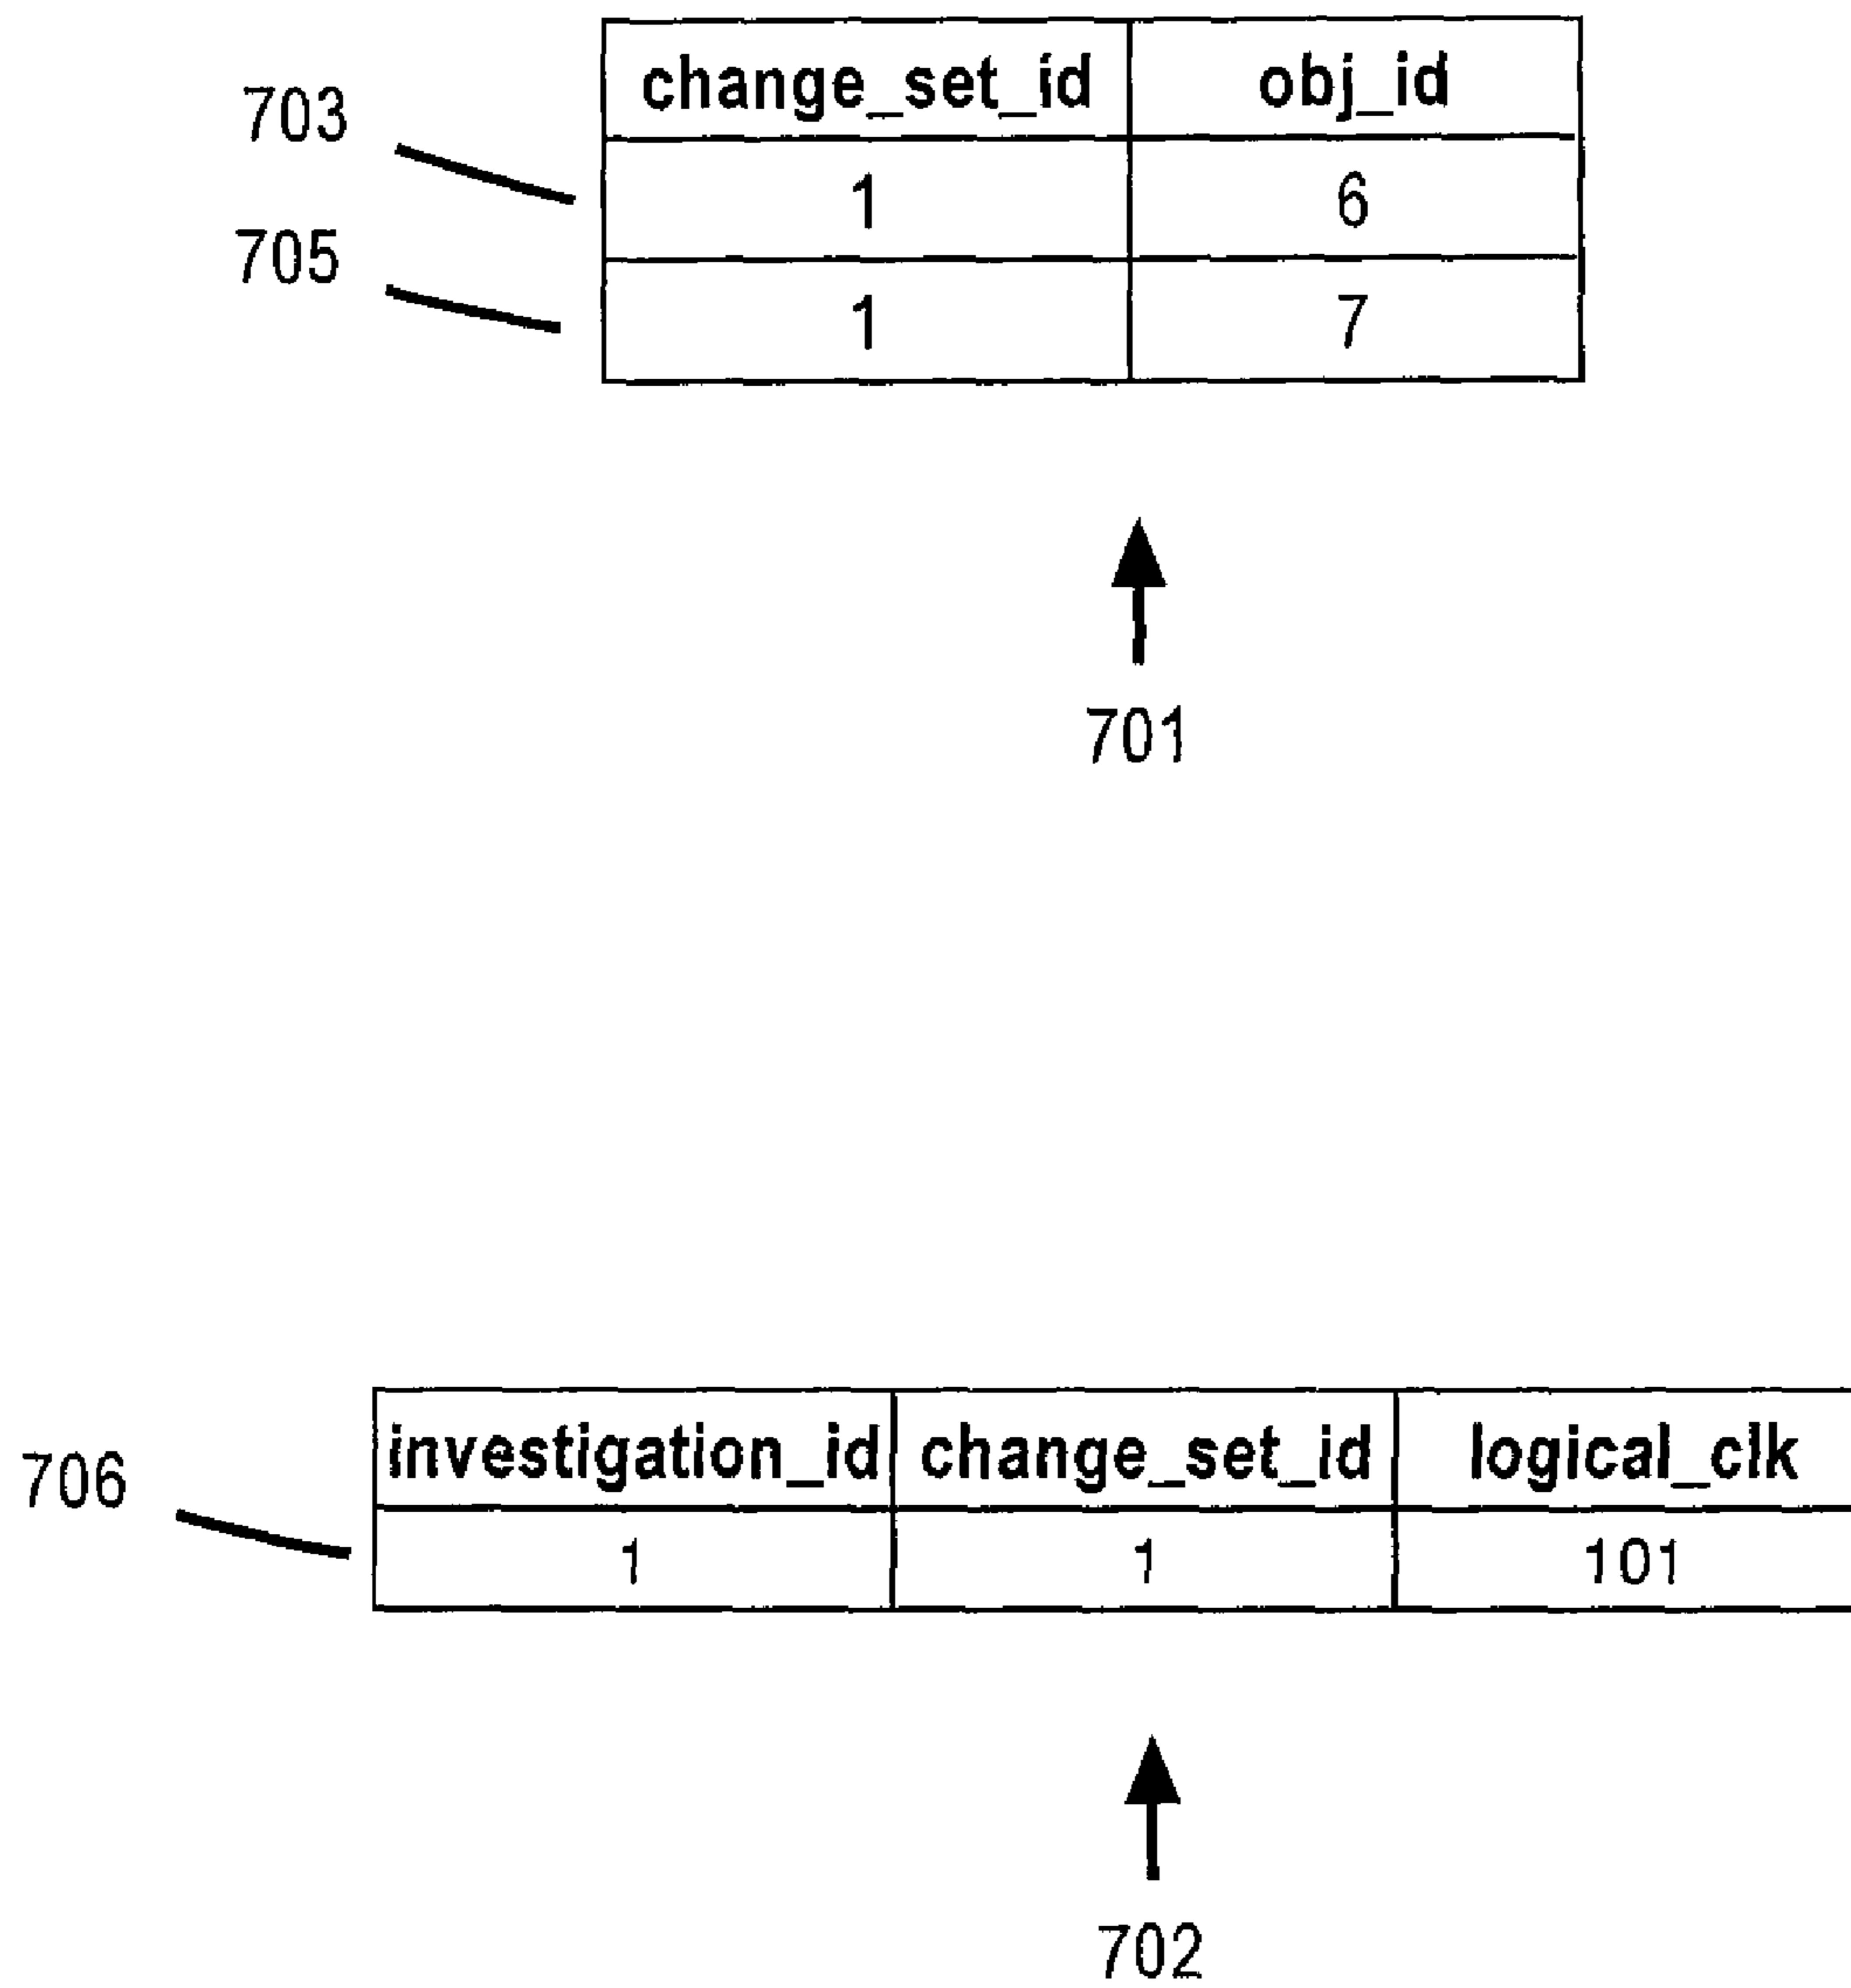 change_set_id obj_id
703
1 6
705
1 7
701
investigation_id change_set_id logical_clk
706
1 1 101
702